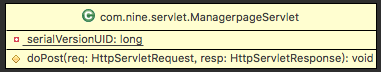 C com.nine.servlet.ManagerpageServlet
serialVersionUID: long
doPost(req: HttpServletRequest, resp: HttpServletResponse): void